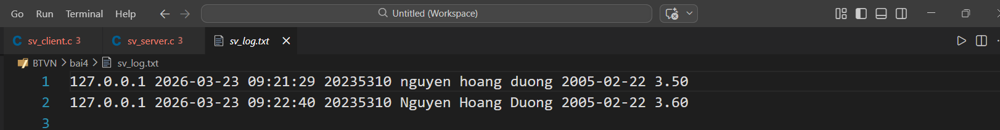 Go Run Terminal Help Untitled (Workspace)
sv_client.c 3 sv_server.c 3 sv_log.txt
BTVN > bai4 > sv_log.txt
1 127.0.0.1 2026-03-23 09:21:29 20235310 nguyen hoang duong 2005-02-22 3.50
2 127.0.0.1 2026-03-23 09:22:40 20235310 Nguyen Hoang Duong 2005-02-22 3.60
3